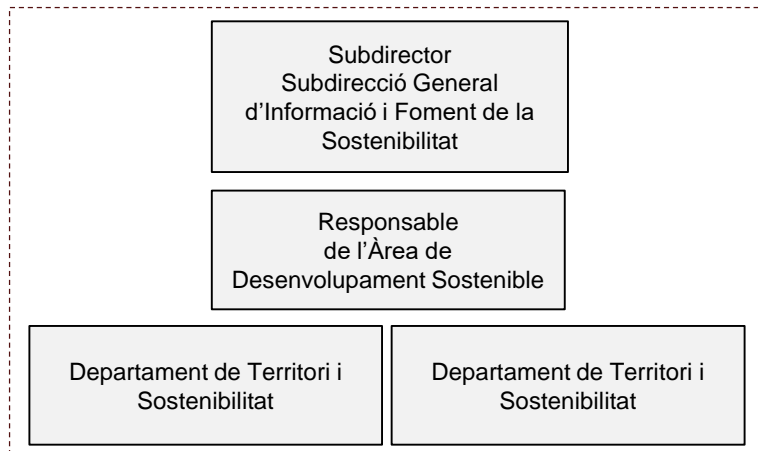 Subdirector
Subdirecció General
d’Informació i Foment de la
Sostenibilitat
Responsable
de l’Àrea de
Desenvolupament Sostenible
Departament de Territori i
Sostenibilitat
Departament de Territori i
Sostenibilitat